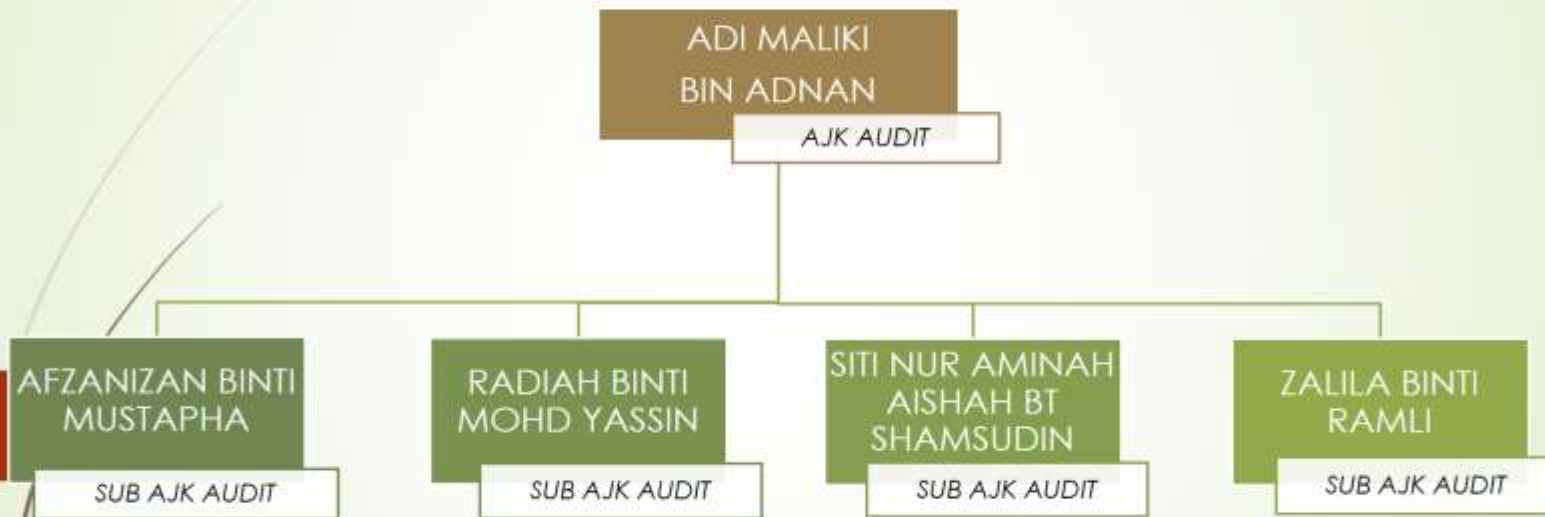 ADI MALIKI
BIN ADNAN
AJK AUDIT
AFZANIZAN BINTI
MUSTAPHA
SUB AJK AUDIT
RADIAH BINTI
MOHD YASSIN
SUB AJK AUDIT
SITI NUR AMINAH
AISHAH BT
SHAMSUDIN
SUB AJK AUDIT
ZALILA BINTI
RAMLI
SUB AJK AUDIT